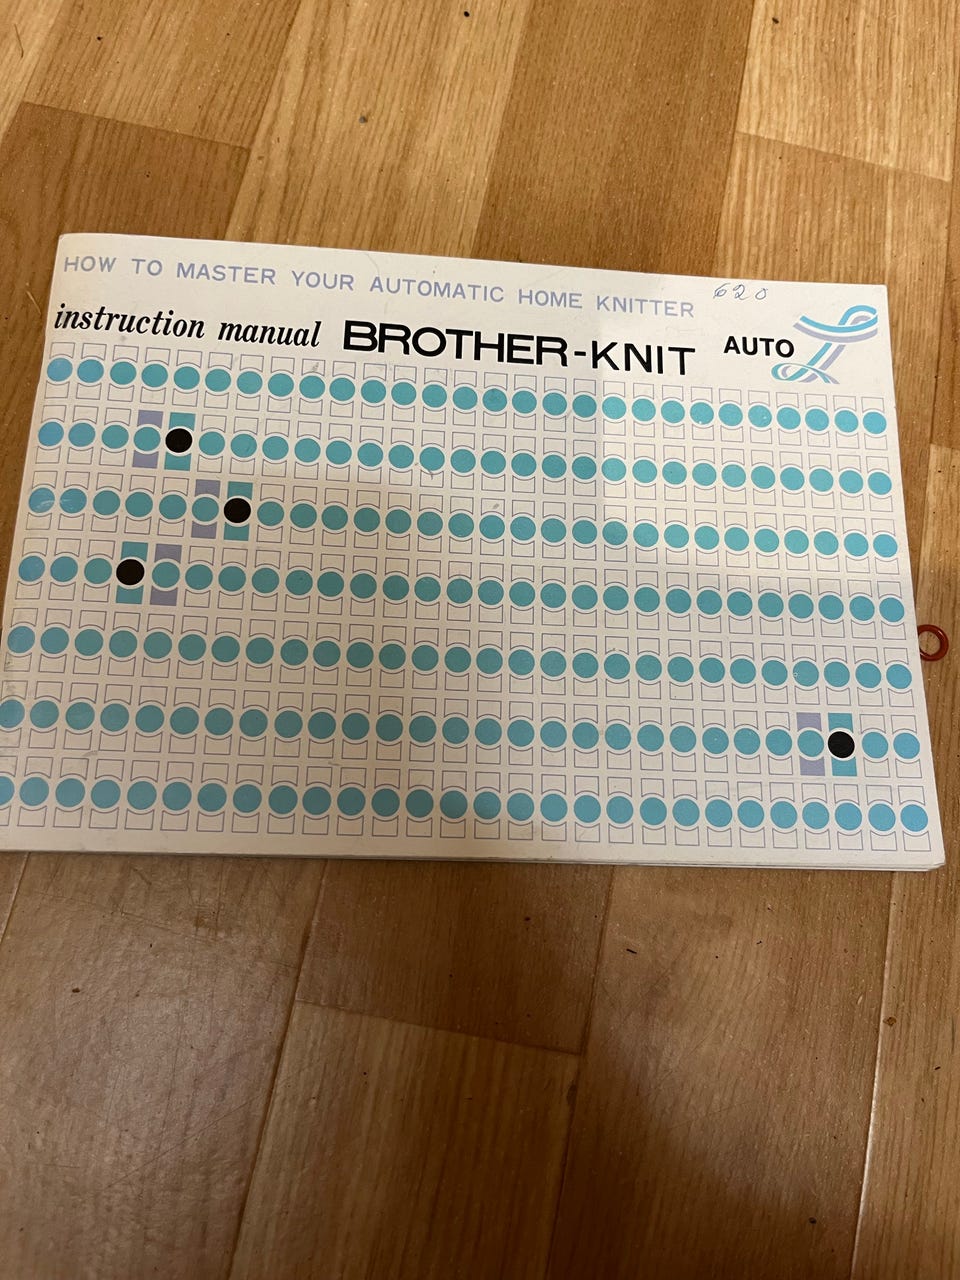 HOW TO MASTER YOUR AUTOMATIC HOME KNITTER 620
instruction manual BROTHER-KNIT AUTO L